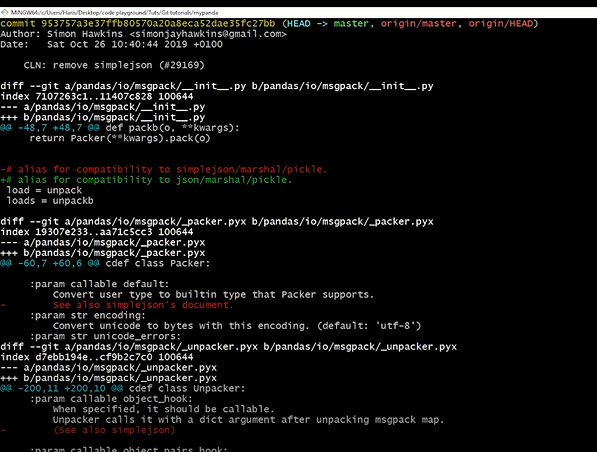 MINGW64:/c/Users/Haris/Desktop/code playground/Tuts/Git tutorials/mypanda
commit 953757a3e37ffb80570a20a8eca52dae35fc27bb (HEAD -> master, origin/master, origin/HEAD)
Author: Simon Hawkins <simonjayhawkins@gmail.com>
Date:   Sat Oct 26 10:40:44 2019 +0100
    CLN: remove simplejson (#29169)
diff --git a/pandas/io/msgpack/__init__.py b/pandas/io/msgpack/__init__.py
index 7107263c1..11407c828 100644
--- a/pandas/io/msgpack/__init__.py
+++ b/pandas/io/msgpack/__init__.py
@@ -48,7 +48,7 @@ def packb(o, **kwargs):
     return Packer(**kwargs).pack(o)
-# alias for compatibility to simplejson/marshal/pickle.
+# alias for compatibility to json/marshal/pickle.
 load = unpack
 loads = unpackb
diff --git a/pandas/io/msgpack/_packer.pyx b/pandas/io/msgpack/_packer.pyx
index 19307e233..aa71c5cc3 100644
--- a/pandas/io/msgpack/_packer.pyx
+++ b/pandas/io/msgpack/_packer.pyx
@@ -60,7 +60,6 @@ cdef class Packer:
     :param callable default:
         Convert user type to builtin type that Packer supports.
-        See also simplejson's document.
     :param str encoding:
         Convert unicode to bytes with this encoding. (default: 'utf-8')
     :param str unicode_errors:
diff --git a/pandas/io/msgpack/_unpacker.pyx b/pandas/io/msgpack/_unpacker.pyx
index d7ebb194e..cf9b2c7c0 100644
--- a/pandas/io/msgpack/_unpacker.pyx
+++ b/pandas/io/msgpack/_unpacker.pyx
@@ -200,11 +200,10 @@ cdef class Unpacker:
     :param callable object_hook:
         When specified, it should be callable.
         Unpacker calls it with a dict argument after unpacking msgpack map.
-        (See also simplejson)
     :param callable object_pairs_hook: